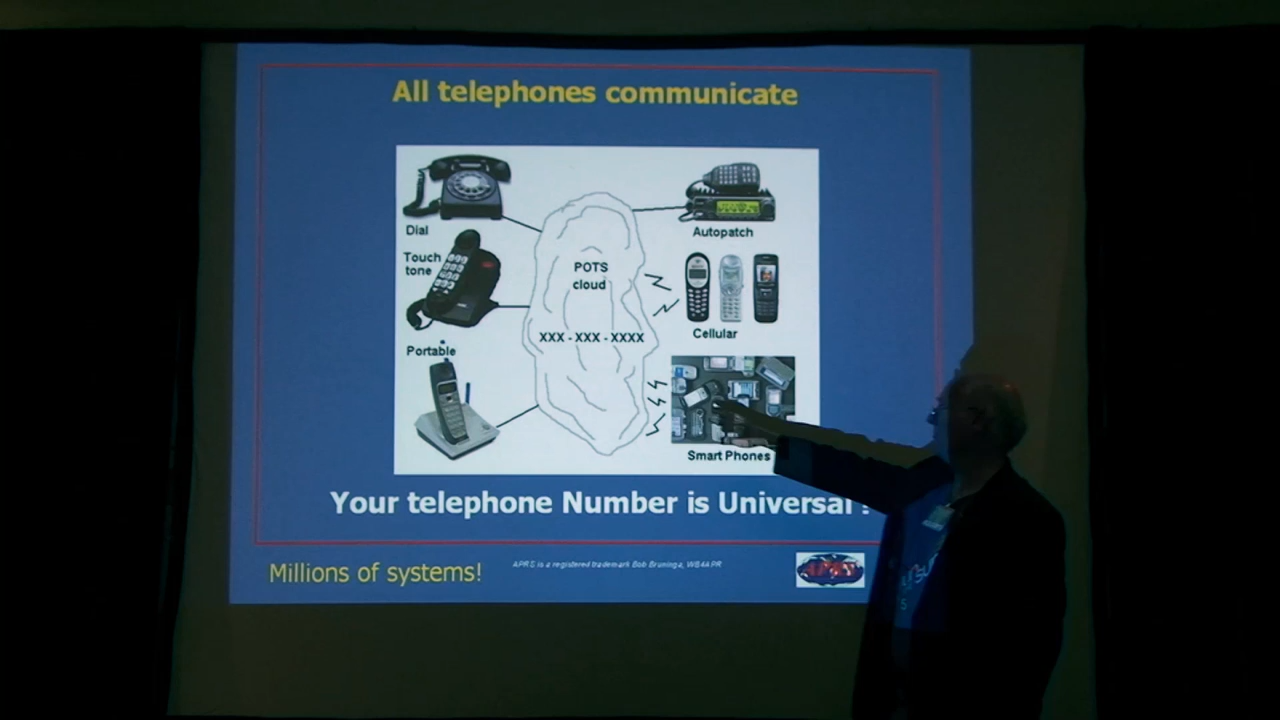 All telephones communicate
Dial
Touch
tone
Portable
POTS
cloud
XXX - XXX - XXXX
Autopatch
Cellular
Smart Phones
Your telephone Number is Universal !
Millions of systems!
APRS is a registered trademark Bob Bruninga, WB4APR
APRS